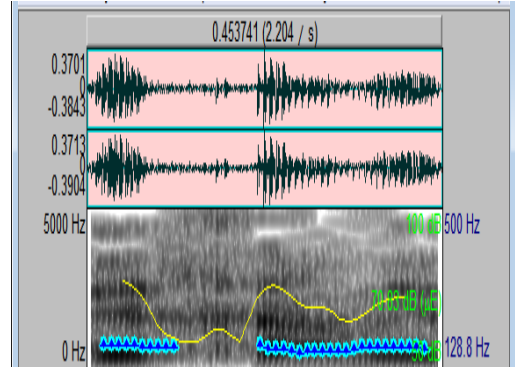 0.453741 (2.204 / s)
0.3701
0
-0.3843
0.3713
0
-0.3904
5000 Hz
100 dB
500 Hz
(µE)
0 Hz
128.8 Hz